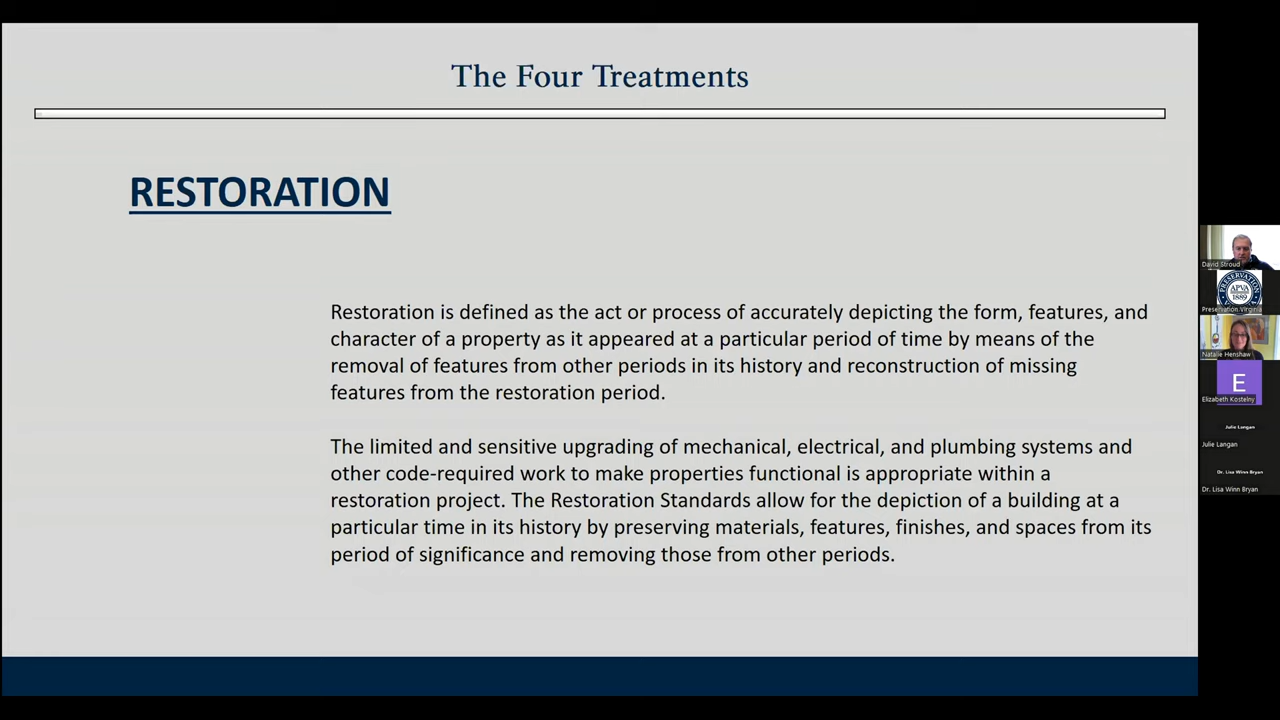 The Four Treatments
RESTORATION
Restoration is defined as the act or process of accurately depicting the form, features, and
character of a property as it appeared at a particular period of time by means of the
removal of features from other periods in its history and reconstruction of missing
features from the restoration period.
The limited and sensitive upgrading of mechanical, electrical, and plumbing systems and
other code-required work to make properties functional is appropriate within a
restoration project. The Restoration Standards allow for the depiction of a building at a
particular time in its history by preserving materials, features, finishes, and spaces from its
period of significance and removing those from other periods.
David Stroud
PRESERVATION
APVA
1889
Preservation Virginia
Natalie Henshaw
E
Elizabeth Kostelny
Julie Langan
Julie Langan
Dr. Lisa Winn Bryan
Dr. Lisa Winn Bryan